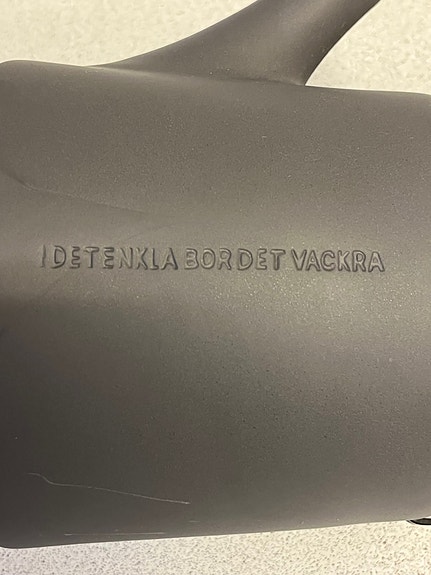 I DET ENKLA BOR DET VACKRA